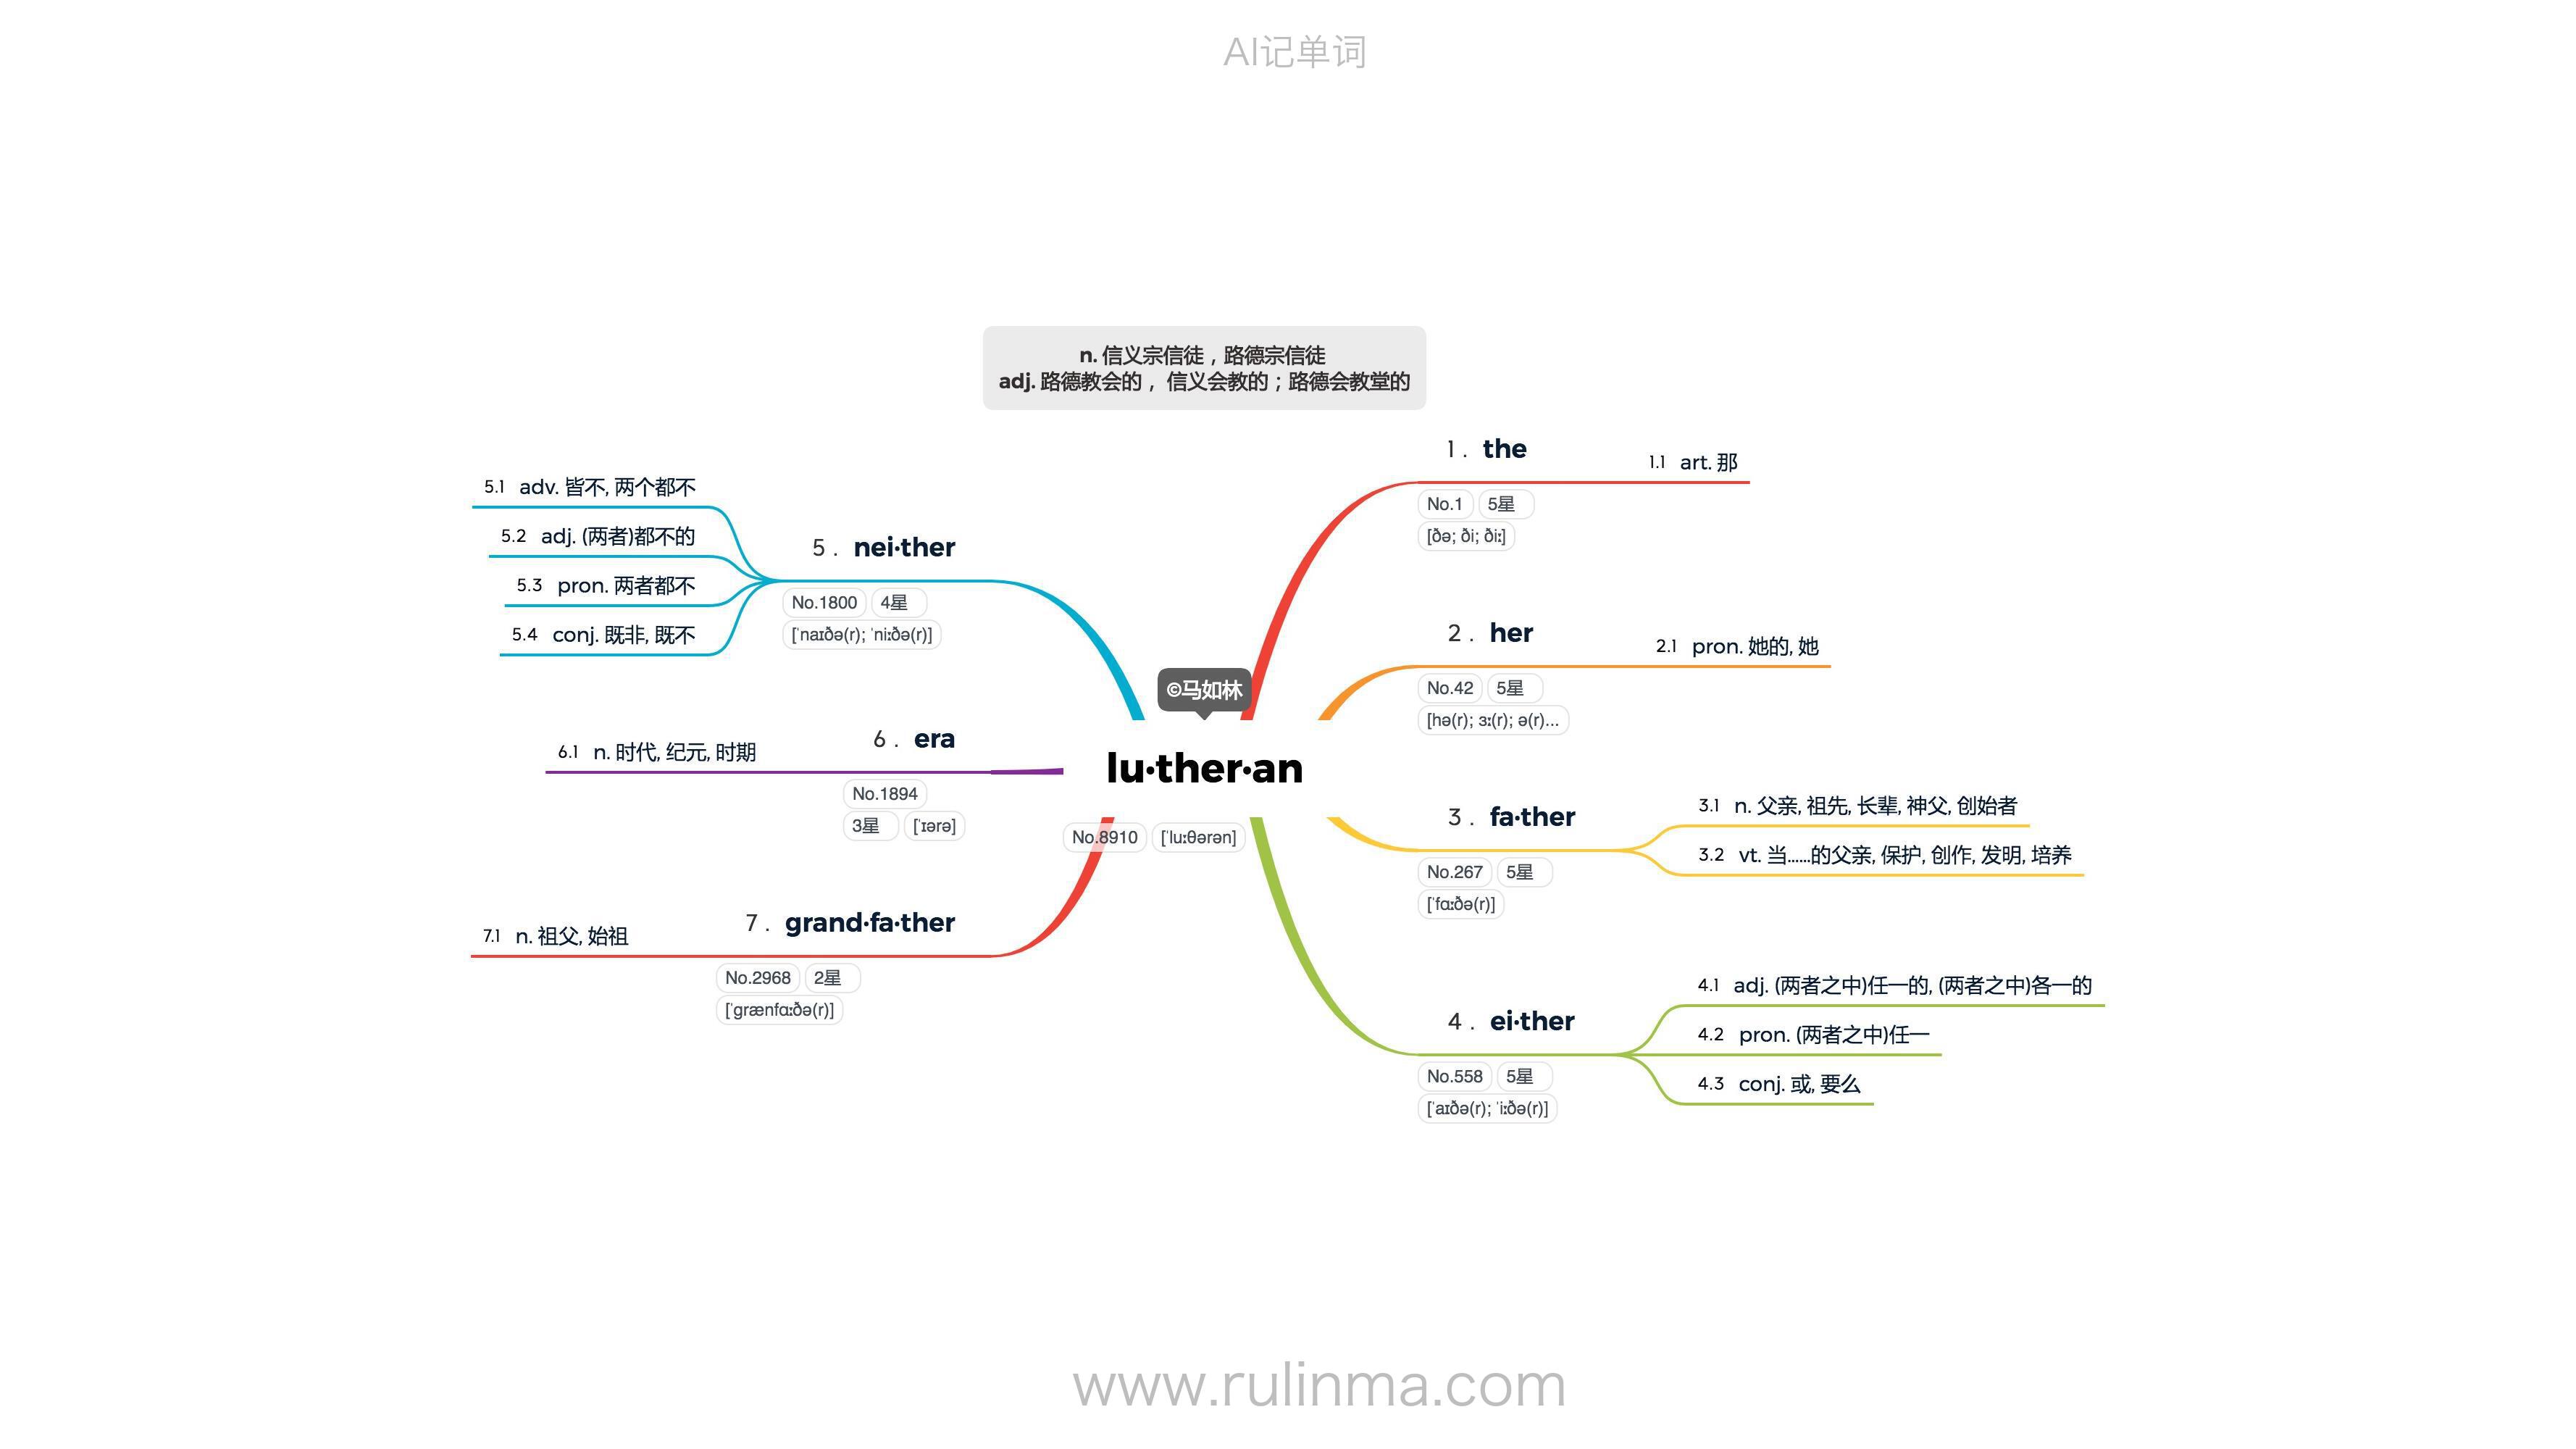 AI记单词
n. 信义宗信徒，路德宗信徒
adj. 路德教会的， 信义会教的；路德会教堂的
©马如林
lu·ther·an
No.8910 [ˈluːθərən]
1. the
No.1 5星
[ðə; ði; ðiː]
1.1 art. 那
2. her
No.42 5星
[hə(r); ɜː(r); ə(r)...
2.1 pron. 她的, 她
3. fa·ther
No.267 5星
[ˈfɑːðə(r)]
3.1 n. 父亲, 祖先, 长辈, 神父, 创始者
3.2 vt. 当……的父亲, 保护, 创作, 发明, 培养
4. ei·ther
No.558 5星
[ˈaɪðə(r); ˈiːðə(r)]
4.1 adj. (两者之中)任一的, (两者之中)各一的
4.2 pron. (两者之中)任一
4.3 conj. 或, 要么
5. nei·ther
No.1800 4星
[ˈnaɪðə(r); ˈniːðə(r)]
5.1 adv. 皆不, 两个都不
5.2 adj. (两者)都不的
5.3 pron. 两者都不
5.4 conj. 既非, 既不
6. era
No.1894
3星 [ˈɪərə]
6.1 n. 时代, 纪元, 时期
7. grand·fa·ther
No.2968 2星
[ˈɡrænfɑːðə(r)]
7.1 n. 祖父, 始祖
www.rulinma.com